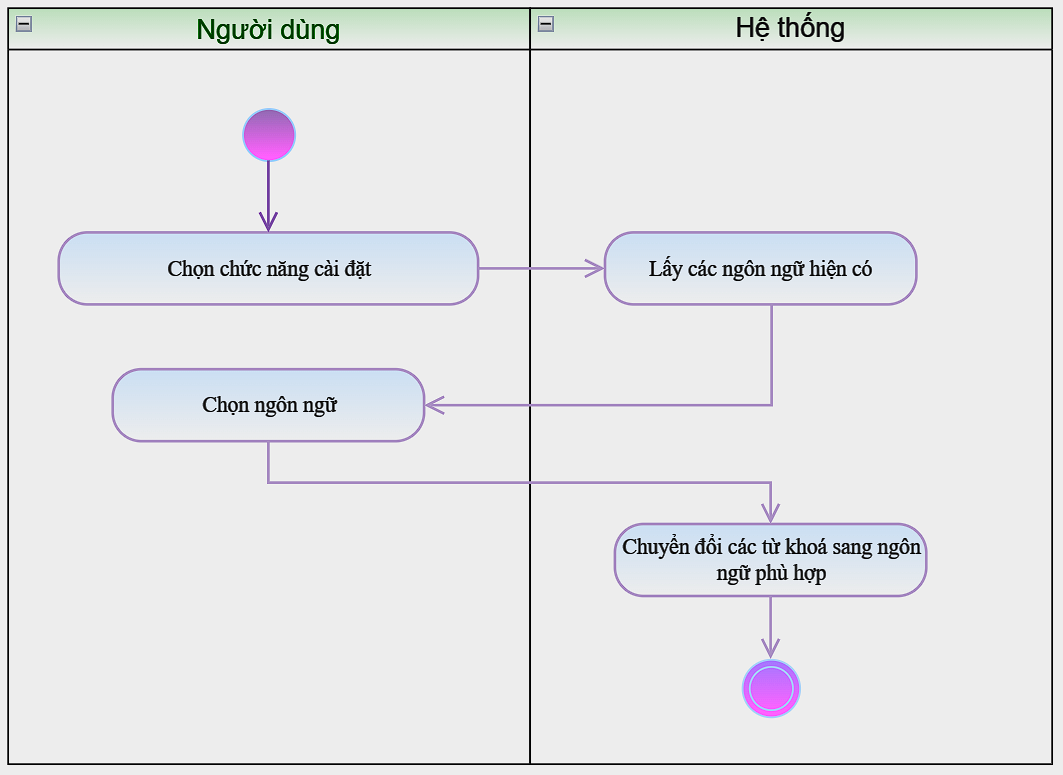 Người dùng
Hệ thống
Chọn chức năng cài đặt
Lấy các ngôn ngữ hiện có
Chọn ngôn ngữ
Chuyển đổi các từ khoá sang ngôn
ngữ phù hợp